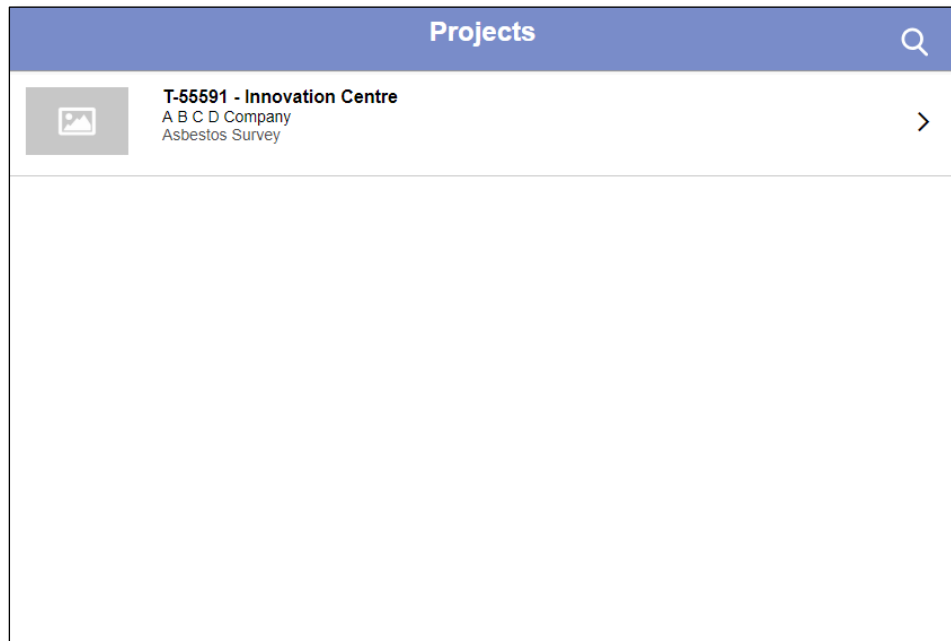 Projects
T-55591 - Innovation Centre
A B C D Company
Asbestos Survey